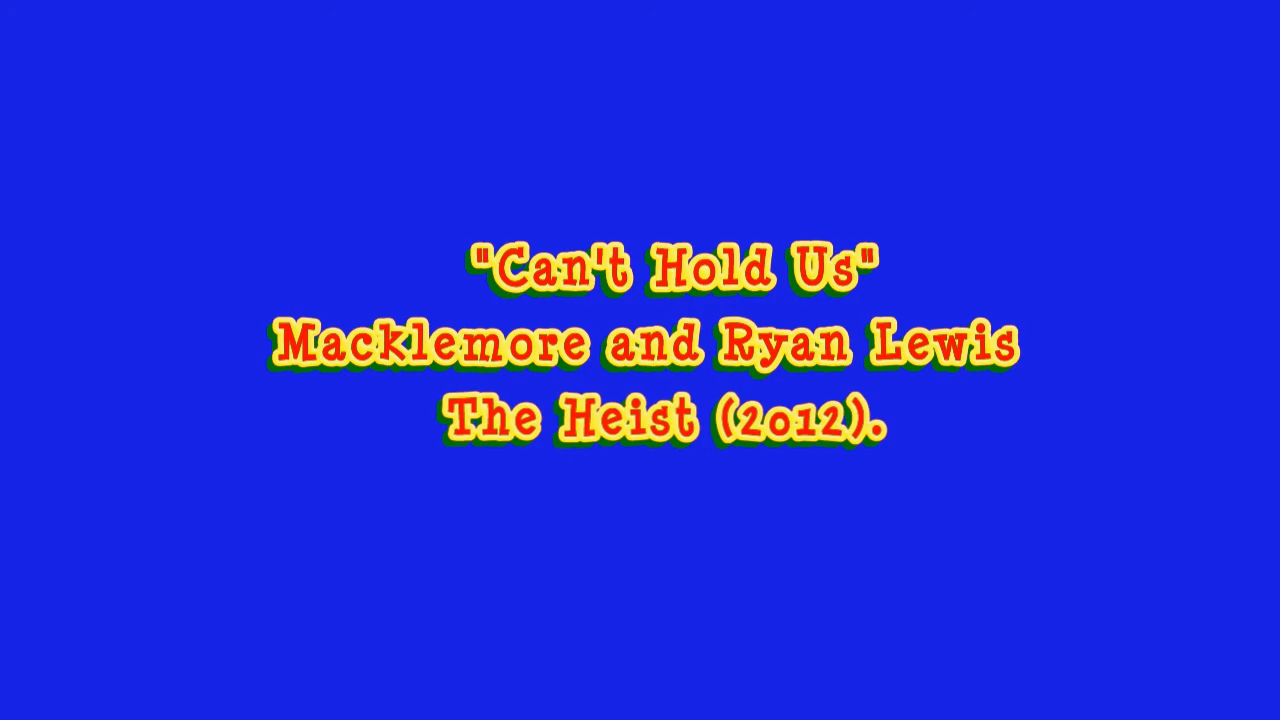 "Can't Hold Us"
Macklemore and Ryan Lewis
The Heist (2012).